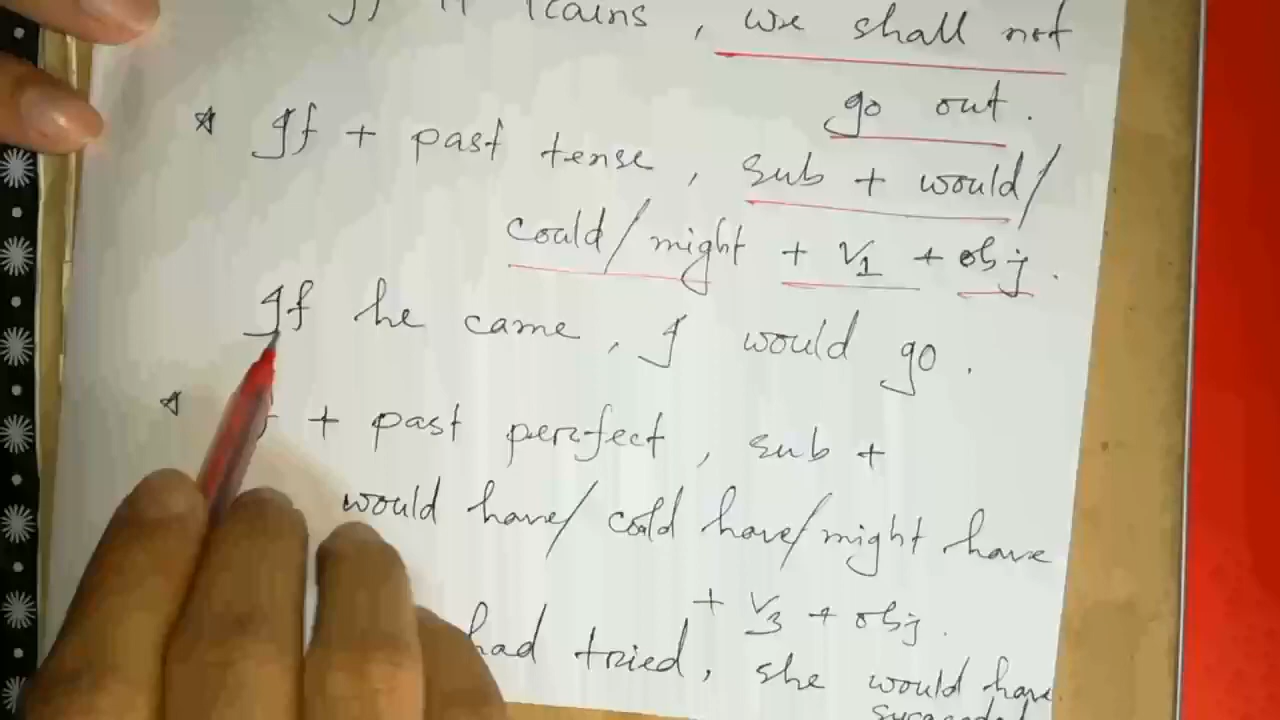 If it rains, we shall not
go out.
If + past tense, sub + would/
could/might + V1 + obj.
If he came, I would go.
+ past perfect, sub +
would have/ could have/might have
+ V3 + obj.
had tried, she would have
succeeded